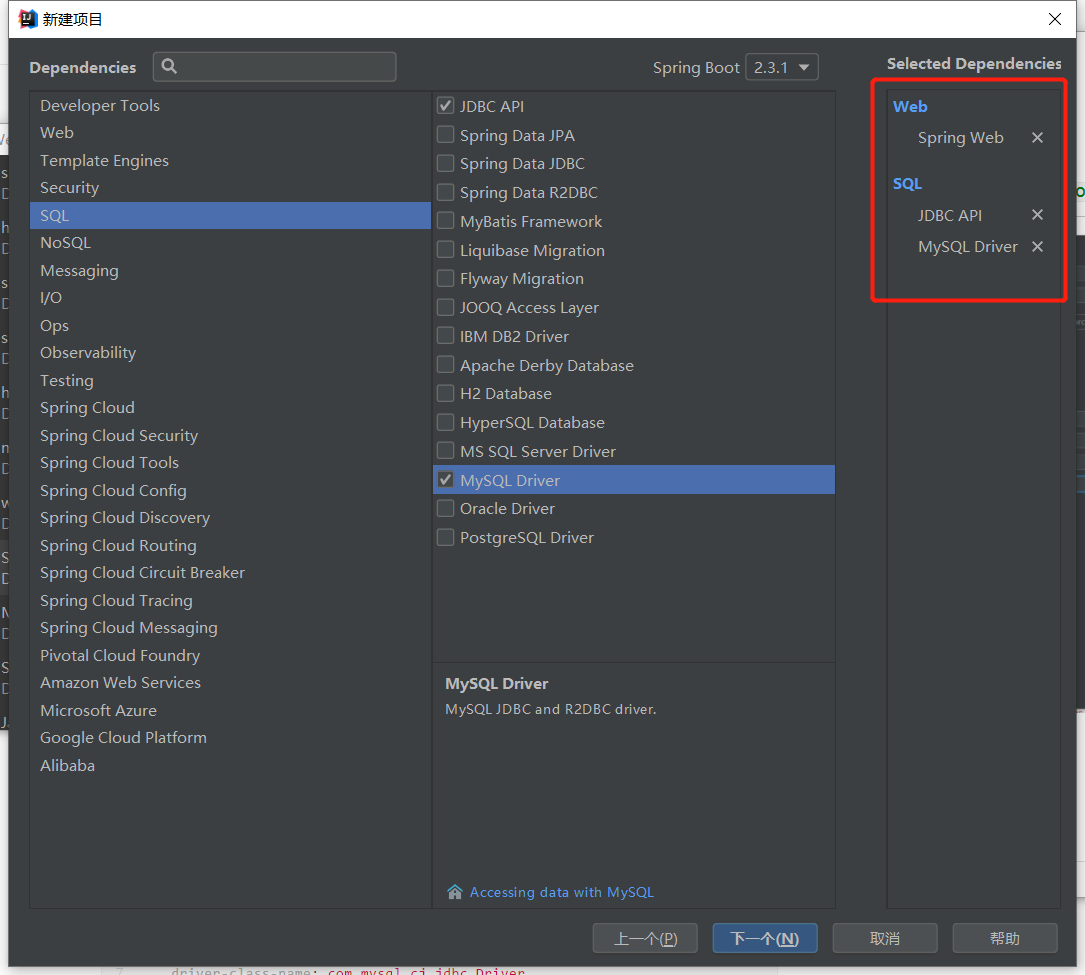 新建项目
Dependencies
Spring Boot 2.3.1
Selected Dependencies
Developer Tools
Web
Template Engines
Security
SQL
NoSQL
Messaging
I/O
Ops
Observability
Testing
Spring Cloud
Spring Cloud Security
Spring Cloud Tools
Spring Cloud Config
Spring Cloud Discovery
Spring Cloud Routing
Spring Cloud Circuit Breaker
Spring Cloud Tracing
Spring Cloud Messaging
Pivotal Cloud Foundry
Amazon Web Services
Microsoft Azure
Google Cloud Platform
Alibaba
JDBC API
Spring Data JPA
Spring Data JDBC
Spring Data R2DBC
MyBatis Framework
Liquibase Migration
Flyway Migration
JOOQ Access Layer
IBM DB2 Driver
Apache Derby Database
H2 Database
HyperSQL Database
MS SQL Server Driver
MySQL Driver
Oracle Driver
PostgreSQL Driver
MySQL Driver
MySQL JDBC and R2DBC driver.
Accessing data with MySQL
Web
Spring Web
SQL
JDBC API
MySQL Driver
上一个(P)
下一个(N)
取消
帮助
7 driver-class-name: com.mysql.cj.jdbc.Driver